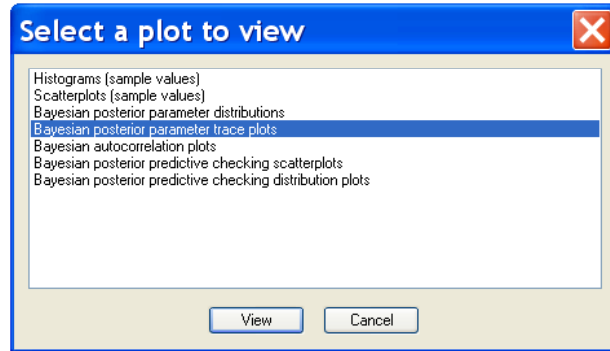 Select a plot to view
Histograms (sample values)
Scatterplots (sample values)
Bayesian posterior parameter distributions
Bayesian posterior parameter trace plots
Bayesian autocorrelation plots
Bayesian posterior predictive checking scatterplots
Bayesian posterior predictive checking distribution plots
View Cancel